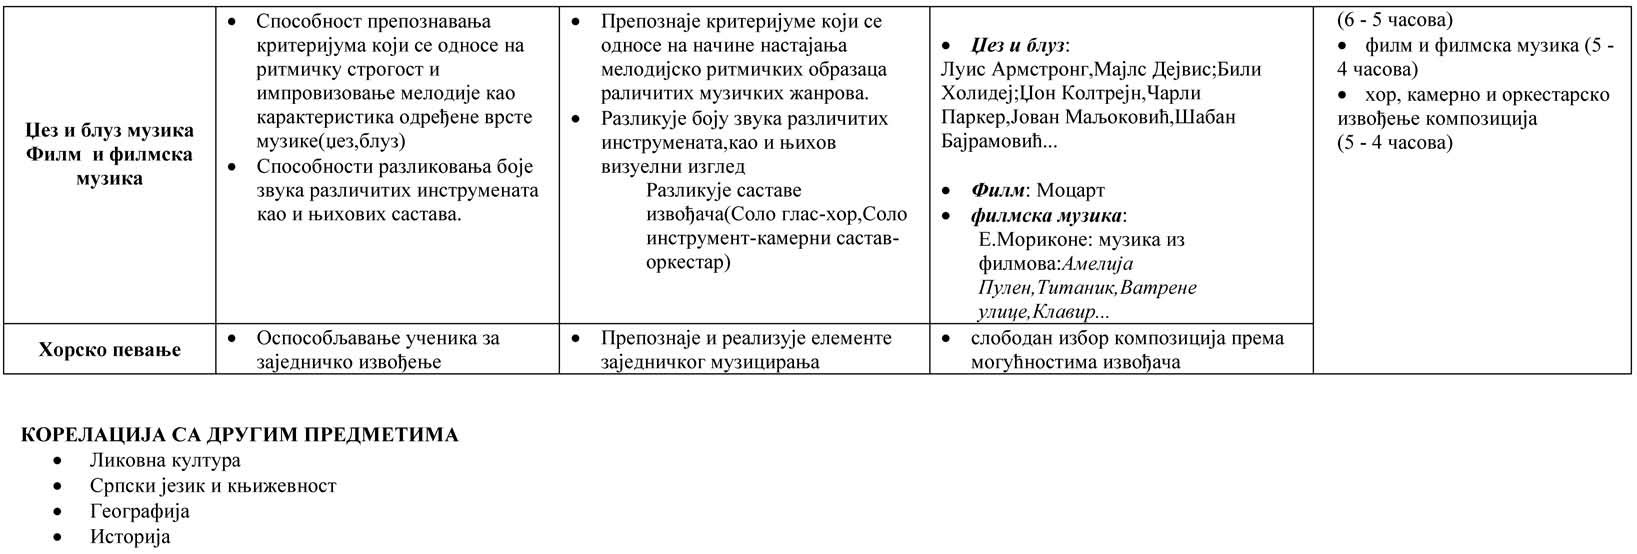 Џез и блуз музика
Филм и филмска
музика
• Способност препознавања
критеријума који се односе на
ритмичку строгост и
импровизовање мелодије као
карактеристика одређене врсте
музике(џез,блуз)
• Способности разликовања боје
звука различитих инструмената
као и њихових састава.
• Препознаје критеријуме који се
односе на начине настајања
мелодијско ритмичких образаца
раличитих музичких жанрова.
• Разликује боју звука различитих
инструмената,као и њихов
визуелни изглед
Разликује саставе
извођача(Соло глас-хор,Соло
инструмент-камерни састав-
оркестар)
• Џез и блуз:
Луис Армстронг,Мајлс Дејвис;Били
Холидеј;Џон Колтрејн,Чарли
Паркер,Јован Маљоковић,Шабан
Бајрамовић...
• Филм: Моцарт
• филмска музика:
Е.Мориконе: музика из
филмова:Амелија
Пулен,Титаник,Ватрене
улице,Клавир...
(6 - 5 часова)
• филм и филмска музика (5 -
4 часова)
• хор, камерно и оркестарско
извођење композиција
(5 - 4 часова)
Хорско певање
• Оспособљавање ученика за
заједничко извођење
• Препознаје и реализује елементе
заједничког музицирања
• слободан избор композиција према
могућностима извођача
КОРЕЛАЦИЈА СА ДРУГИМ ПРЕДМЕТИМА
• Ликовна култура
• Српски језик и књижевност
• Географија
• Историја